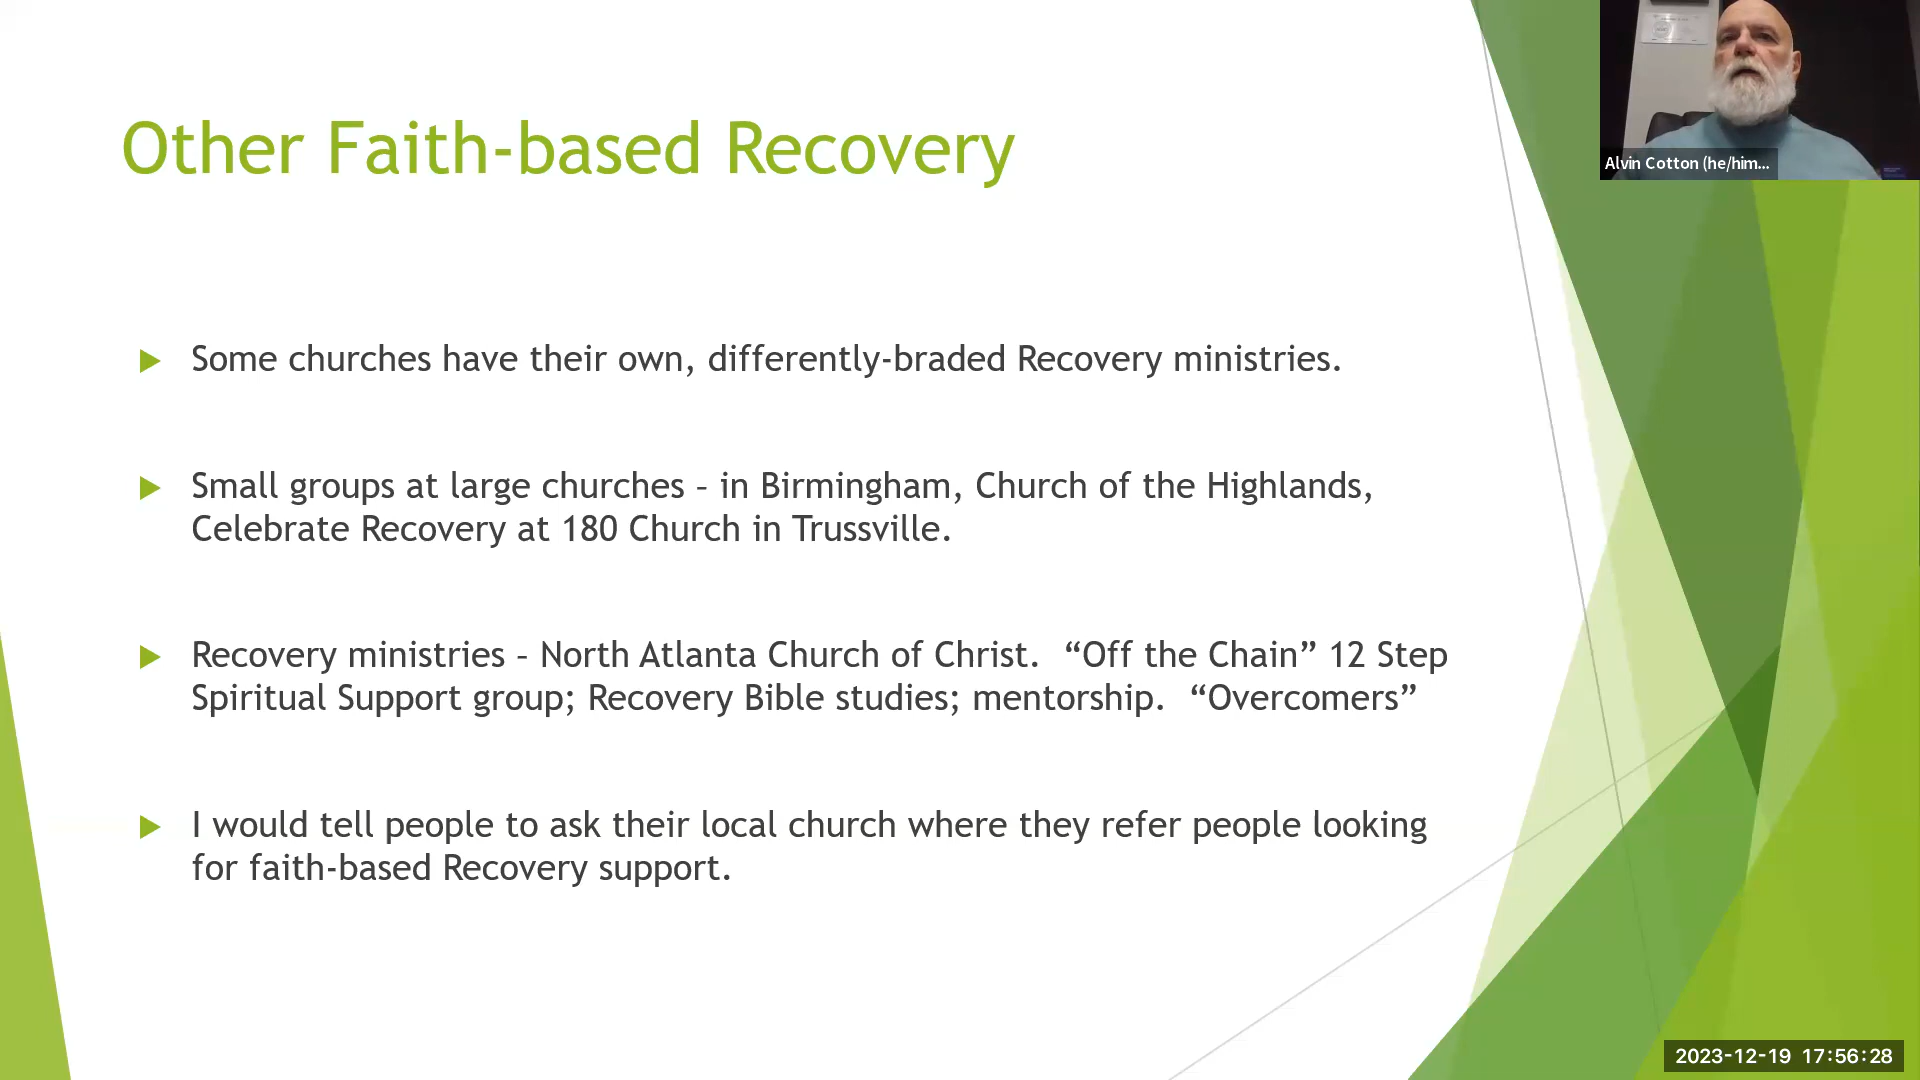 Other Faith-based Recovery
Some churches have their own, differently-braded Recovery ministries.
Small groups at large churches – in Birmingham, Church of the Highlands,
Celebrate Recovery at 180 Church in Trussville.
Recovery ministries – North Atlanta Church of Christ.  “Off the Chain” 12 Step
Spiritual Support group; Recovery Bible studies; mentorship.  “Overcomers”
I would tell people to ask their local church where they refer people looking
for faith-based Recovery support.
Alvin Cotton (he/him...
2023-12-19 17:56:28